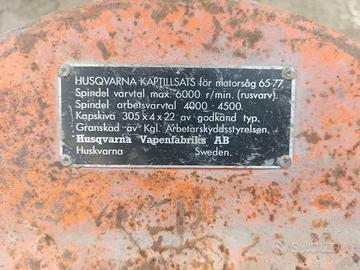 HUSQVARNA KAPTILLSATS för motorsåg 65-77.
Spindel varvtal max. 6000 r/min. (rusvarv).
Spindel arbetsvarvtal 4000 - 4500.
Kapskiva 305 x 4 x 22 av godkänd typ.
Granskad av Kgl. Arbetarskyddsstyrelsen.
Husqvarna Vapenfabriks AB
Huskvarna Sweden.
subito